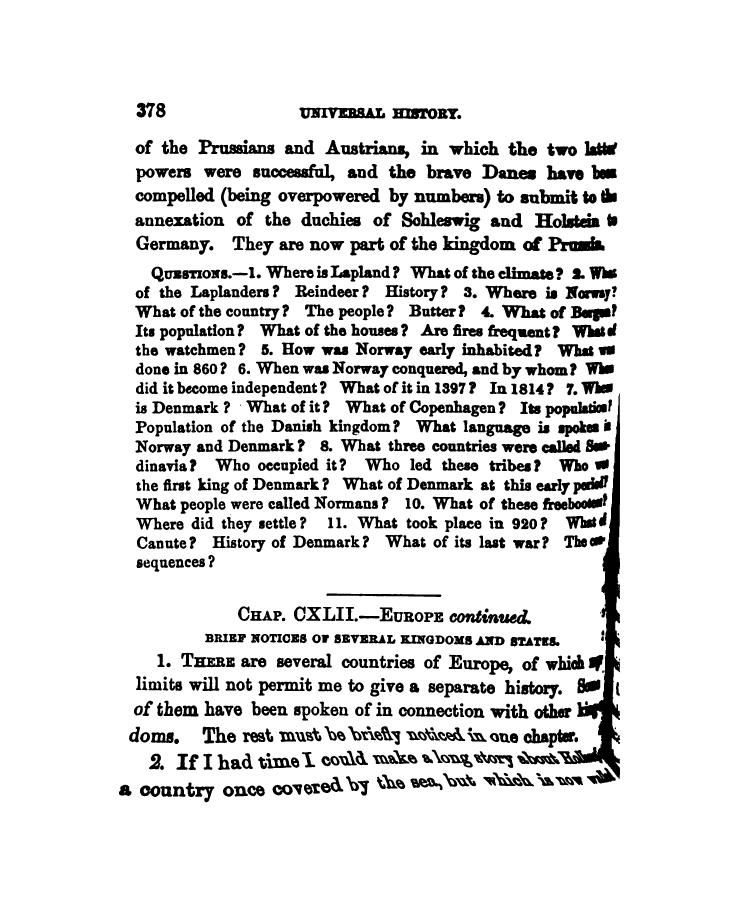 378 UNIVERSAL HISTORY.
of the Prussians and Austrians, in which the two latter
powers were successful, and the brave Danes have been
compelled (being overpowered by numbers) to submit to the
annexation of the duchies of Schleswig and Holstein to
Germany. They are now part of the kingdom of Prussia.
QUESTIONS.—1. Where is Lapland? What of the climate? 2. What
of the Laplanders? Reindeer? History? 3. Where is Norway?
What of the country? The people? Butter? 4. What of Bergen?
Its population? What of the houses? Are fires frequent? What of
the watchmen? 5. How was Norway early inhabited? What was
done in 860? 6. When was Norway conquered, and by whom? When
did it become independent? What of it in 1397? In 1814? 7. Where
is Denmark? What of it? What of Copenhagen? Its population?
Population of the Danish kingdom? What language is spoken in
Norway and Denmark? 8. What three countries were called Scan-
dinavia? Who occupied it? Who led these tribes? Who was
the first king of Denmark? What of Denmark at this early period?
What people were called Normans? 10. What of these freebooters?
Where did they settle? 11. What took place in 920? What of
Canute? History of Denmark? What of its last war? The con-
sequences?
CHAP. CXLII.—EUROPE continued.
BRIEF NOTICES OF SEVERAL KINGDOMS AND STATES.
1. THERE are several countries of Europe, of which my
limits will not permit me to give a separate history. Some
of them have been spoken of in connection with other king-
doms. The rest must be briefly noticed in one chapter.
2. If I had time I could make a long story about Holland,
a country once covered by the sea, but which is now